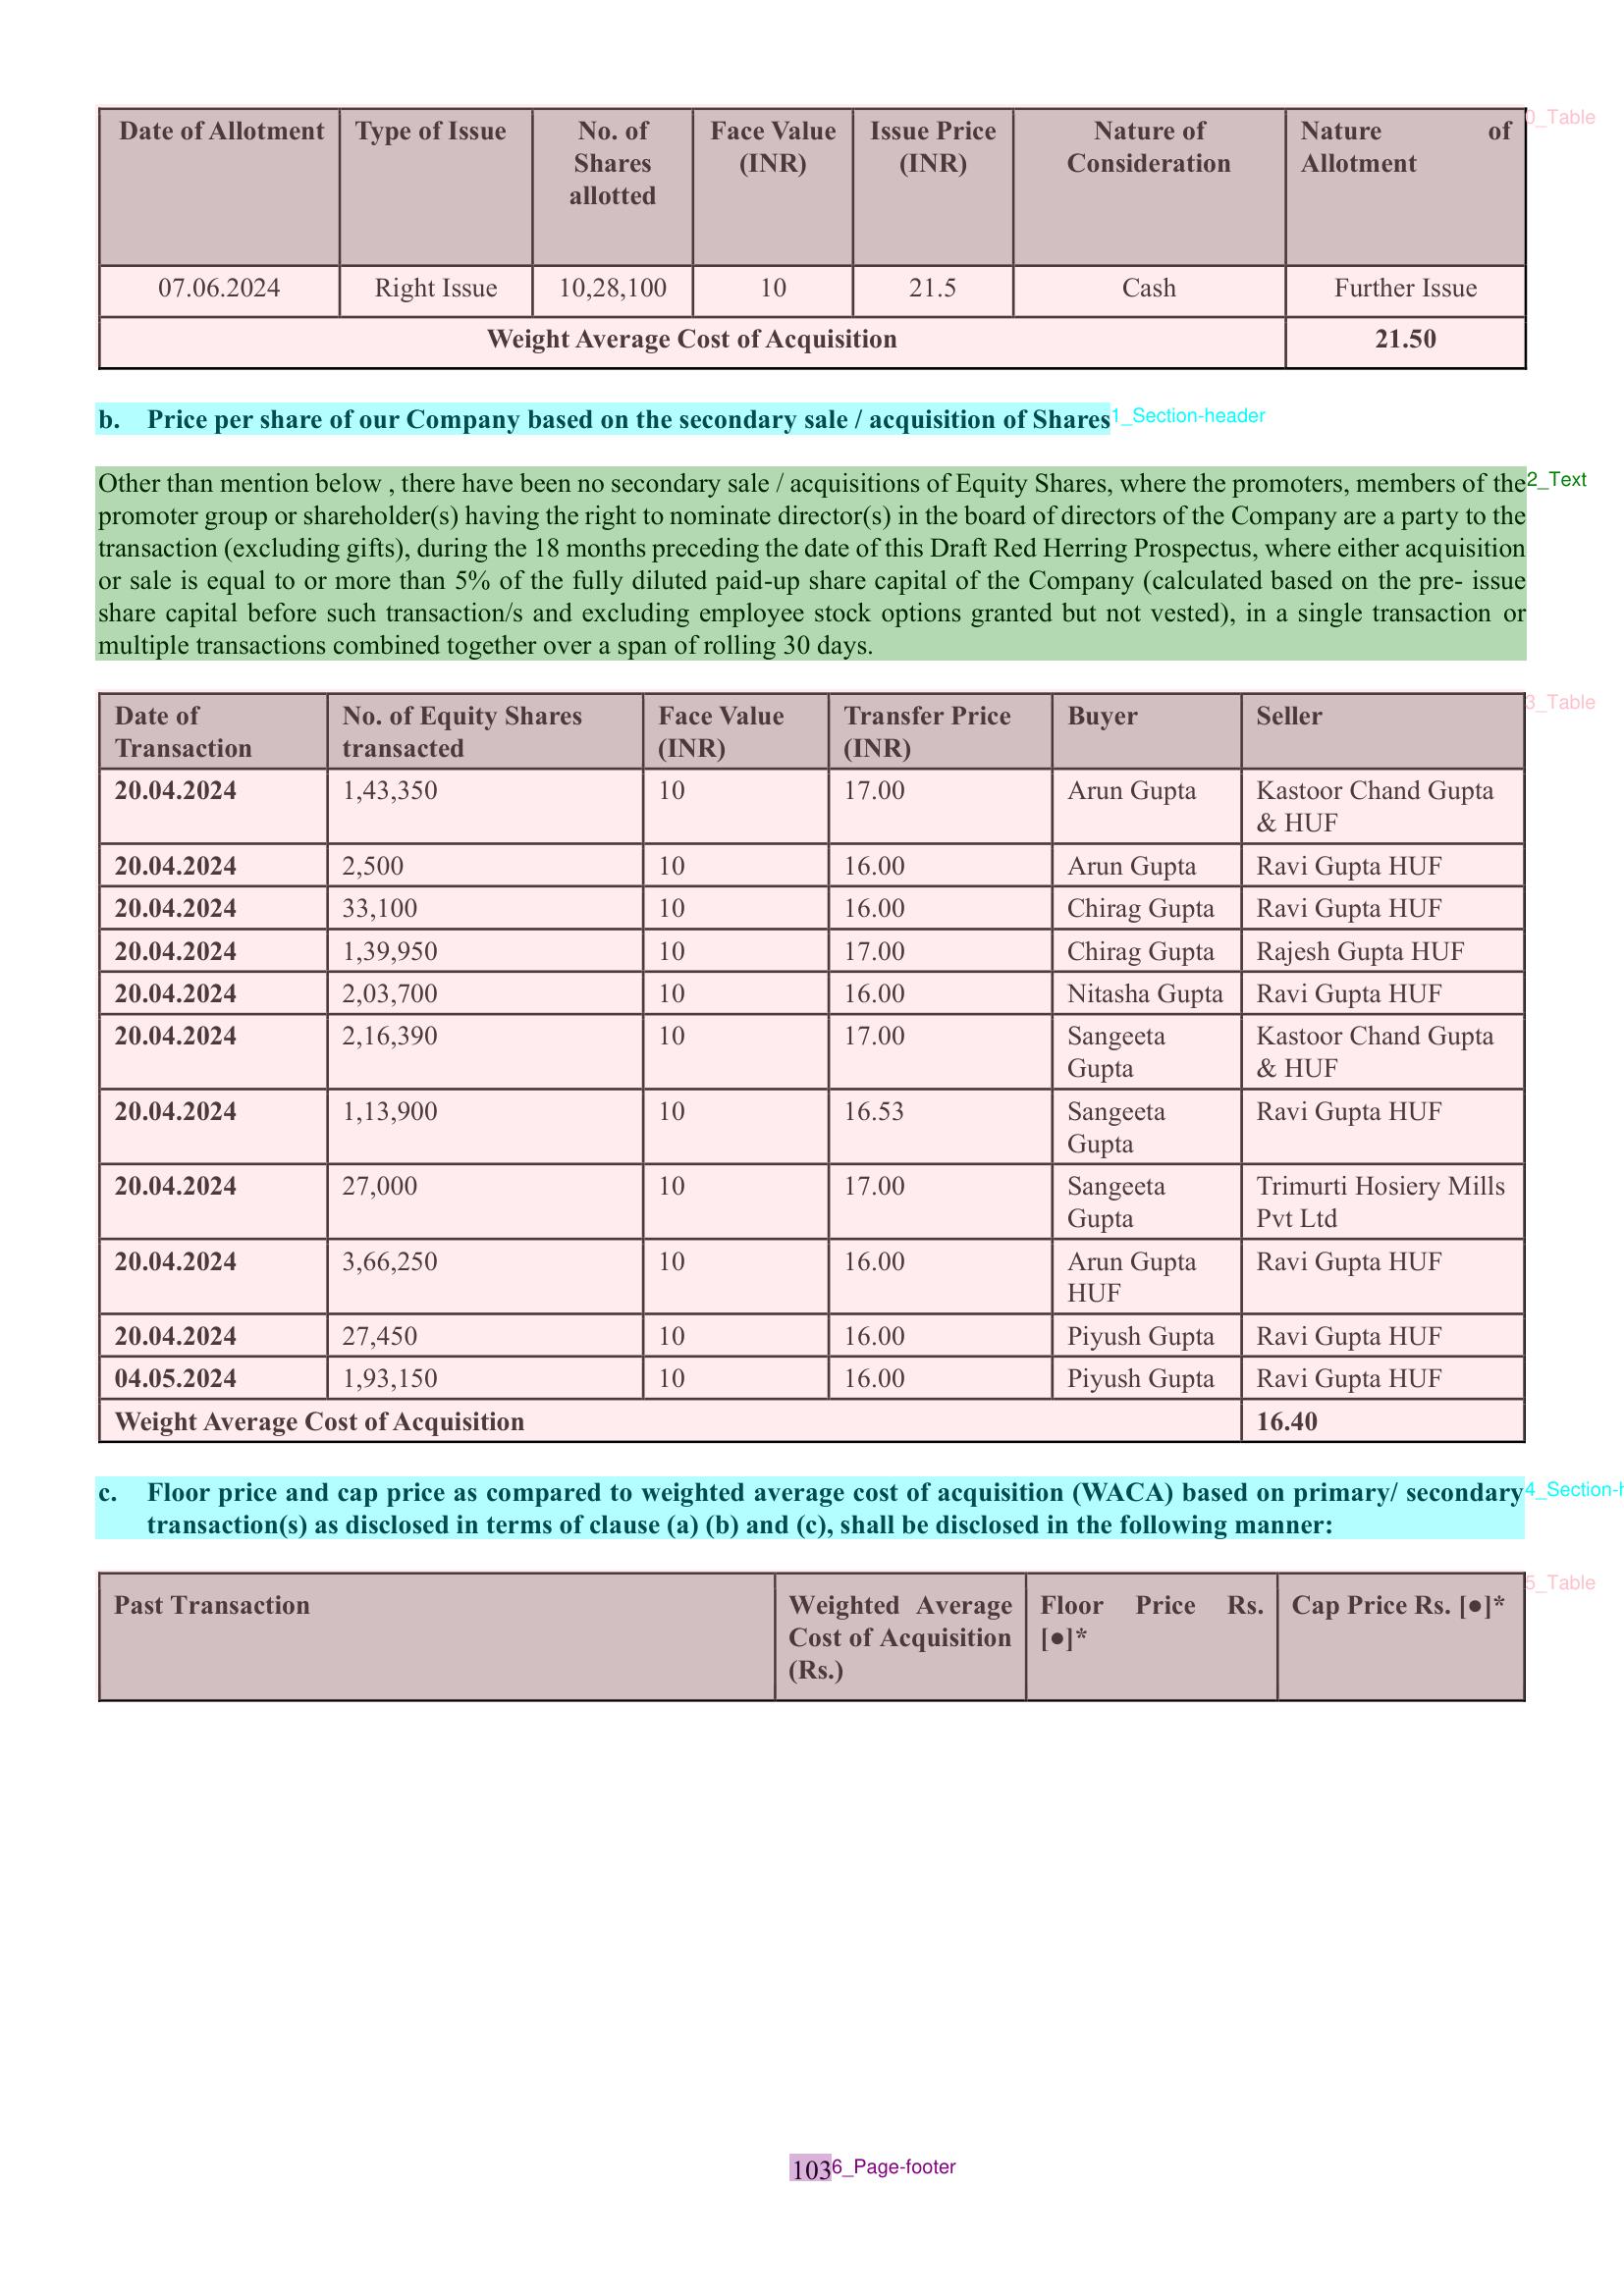 Date of Allotment Type of Issue No. of Shares allotted Face Value (INR) Issue Price (INR) Nature of Consideration Nature of Allotment
0_Table
07.06.2024 Right Issue 10,28,100 10 21.5 Cash Further Issue
Weight Average Cost of Acquisition 21.50
b. Price per share of our Company based on the secondary sale / acquisition of Shares
1_Section-header
Other than mention below , there have been no secondary sale / acquisitions of Equity Shares, where the promoters, members of the
2_Text
promoter group or shareholder(s) having the right to nominate director(s) in the board of directors of the Company are a party to the
transaction (excluding gifts), during the 18 months preceding the date of this Draft Red Herring Prospectus, where either acquisition
or sale is equal to or more than 5% of the fully diluted paid-up share capital of the Company (calculated based on the pre- issue
share capital before such transaction/s and excluding employee stock options granted but not vested), in a single transaction or
multiple transactions combined together over a span of rolling 30 days.
Date of Transaction No. of Equity Shares transacted Face Value (INR) Transfer Price (INR) Buyer Seller
3_Table
20.04.2024 1,43,350 10 17.00 Arun Gupta Kastoor Chand Gupta & HUF
20.04.2024 2,500 10 16.00 Arun Gupta Ravi Gupta HUF
20.04.2024 33,100 10 16.00 Chirag Gupta Ravi Gupta HUF
20.04.2024 1,39,950 10 17.00 Chirag Gupta Rajesh Gupta HUF
20.04.2024 2,03,700 10 16.00 Nitasha Gupta Ravi Gupta HUF
20.04.2024 2,16,390 10 17.00 Sangeeta Gupta Kastoor Chand Gupta & HUF
20.04.2024 1,13,900 10 16.53 Sangeeta Gupta Ravi Gupta HUF
20.04.2024 27,000 10 17.00 Sangeeta Gupta Trimurti Hosiery Mills Pvt Ltd
20.04.2024 3,66,250 10 16.00 Arun Gupta HUF Ravi Gupta HUF
20.04.2024 27,450 10 16.00 Piyush Gupta Ravi Gupta HUF
04.05.2024 1,93,150 10 16.00 Piyush Gupta Ravi Gupta HUF
Weight Average Cost of Acquisition 16.40
c. Floor price and cap price as compared to weighted average cost of acquisition (WACA) based on primary/ secondary
4_Section-h
transaction(s) as disclosed in terms of clause (a) (b) and (c), shall be disclosed in the following manner:
Past Transaction Weighted Average Cost of Acquisition (Rs.) Floor Price Rs. [●]* Cap Price Rs. [●]*
5_Table
103
6_Page-footer